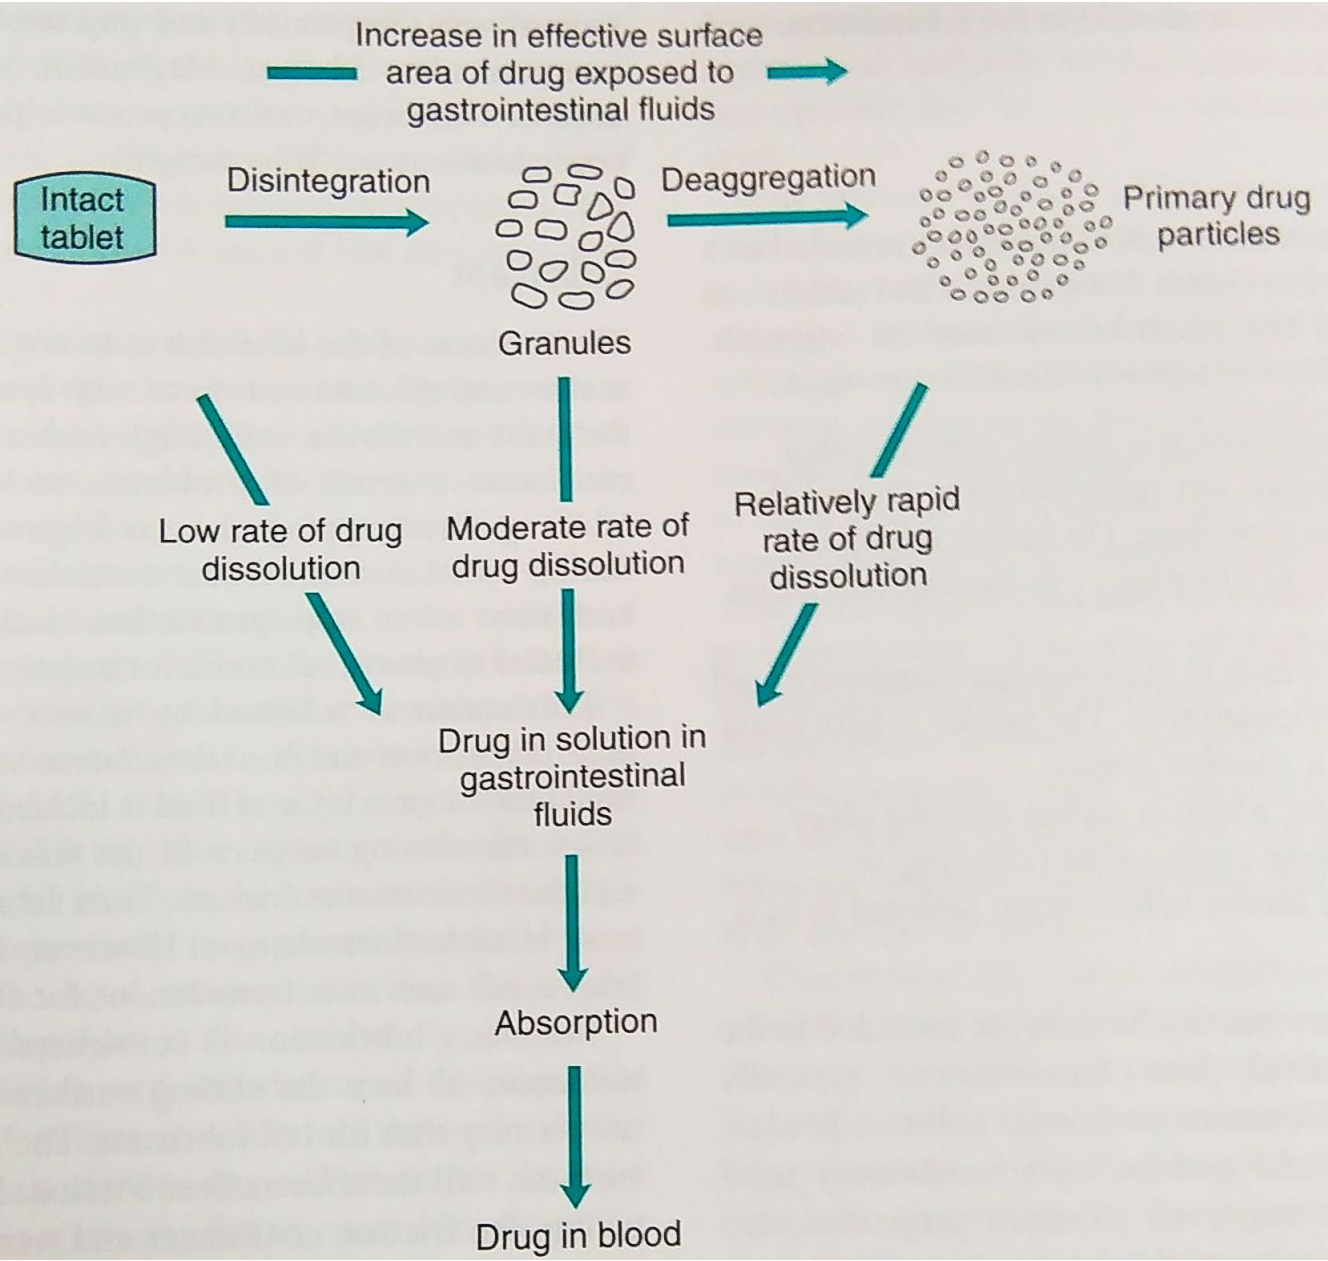 Increase in effective surface
area of drug exposed to
gastrointestinal fluids
Intact
tablet
Disintegration
Deaggregation
Primary drug
particles
Granules
Low rate of drug
dissolution
Moderate rate of
drug dissolution
Relatively rapid
rate of drug
dissolution
Drug in solution in
gastrointestinal
fluids
Absorption
Drug in blood